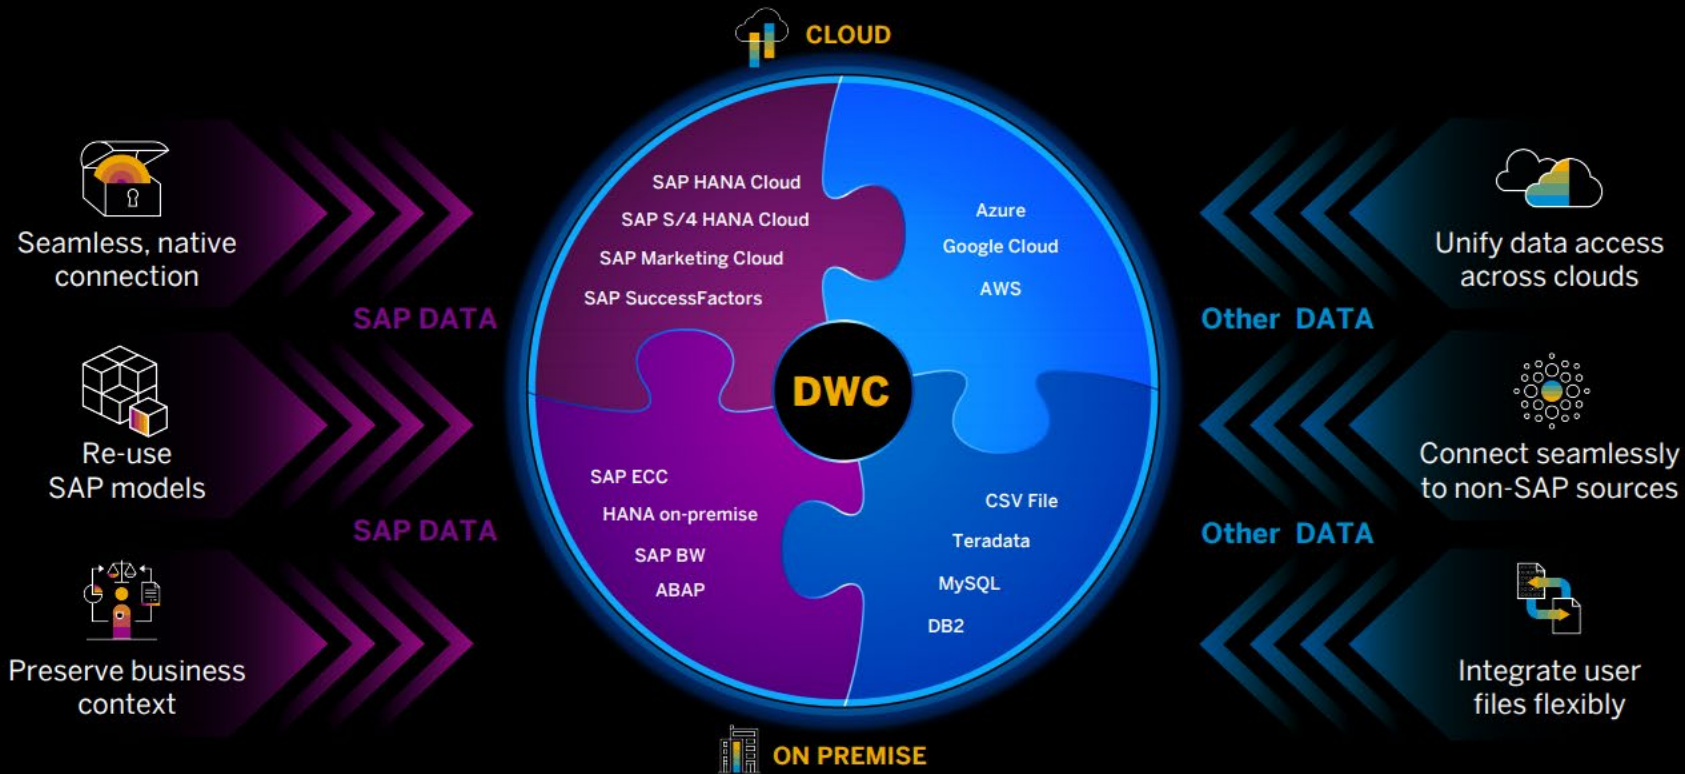 CLOUD
Seamless, native
connection
SAP DATA
Re-use
SAP models
SAP DATA
Preserve business
context
SAP HANA Cloud
SAP S/4 HANA Cloud
SAP Marketing Cloud
SAP SuccessFactors
Azure
Google Cloud
AWS
DWC
SAP ECC
HANA on-premise
SAP BW
ABAP
CSV File
Teradata
MySQL
DB2
Unify data access
across clouds
Other DATA
Connect seamlessly
to non-SAP sources
Other DATA
Integrate user
files flexibly
ON PREMISE